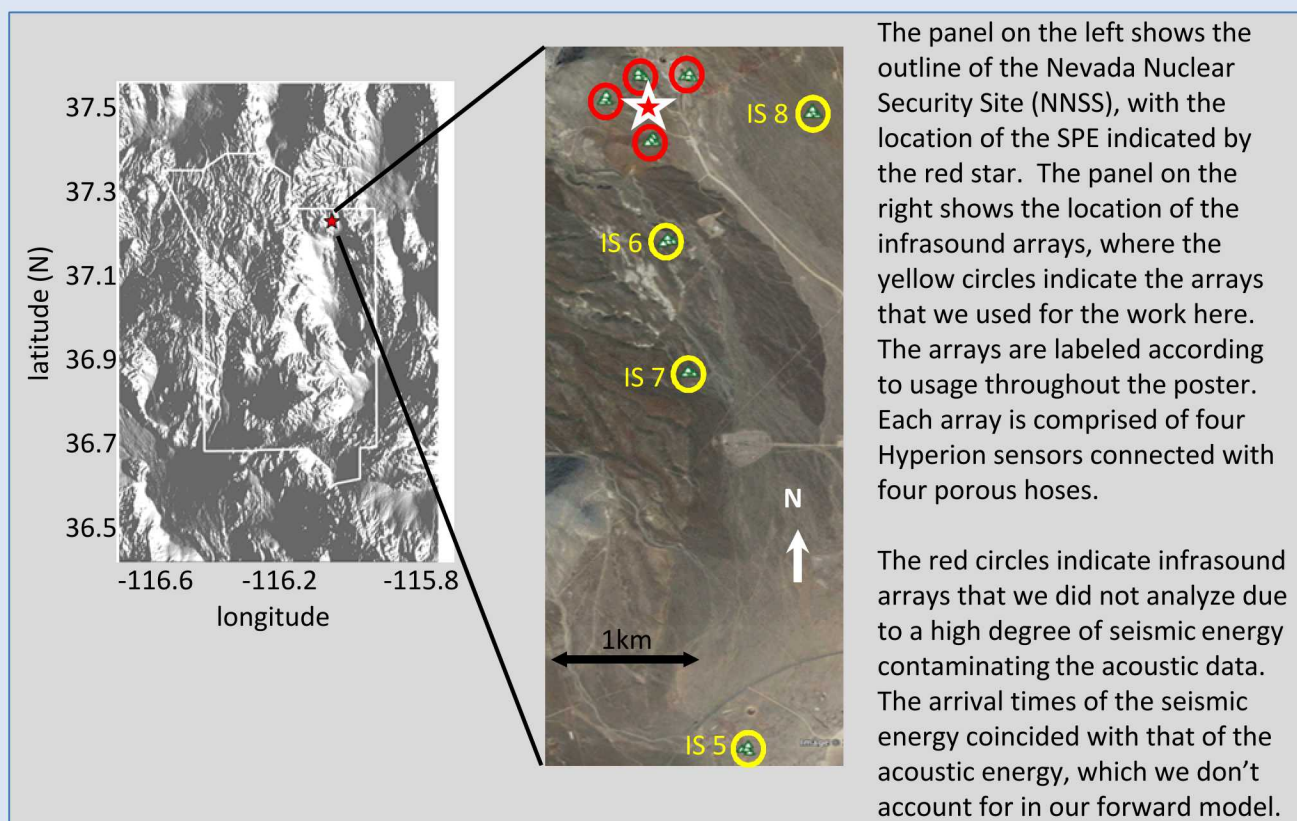 37.5
37.3
37.1
36.9
36.7
36.5
latitude (N)
-116.6 -116.2 -115.8
longitude
IS 8
IS 6
IS 7
N
1km
IS 5
The panel on the left shows the
outline of the Nevada Nuclear
Security Site (NNSS), with the
location of the SPE indicated by
the red star. The panel on the
right shows the location of the
infrasound arrays, where the
yellow circles indicate the arrays
that we used for the work here.
The arrays are labeled according
to usage throughout the poster.
Each array is comprised of four
Hyperion sensors connected with
four porous hoses.
The red circles indicate infrasound
arrays that we did not analyze due
to a high degree of seismic energy
contaminating the acoustic data.
The arrival times of the seismic
energy coincided with that of the
acoustic energy, which we don’t
account for in our forward model.